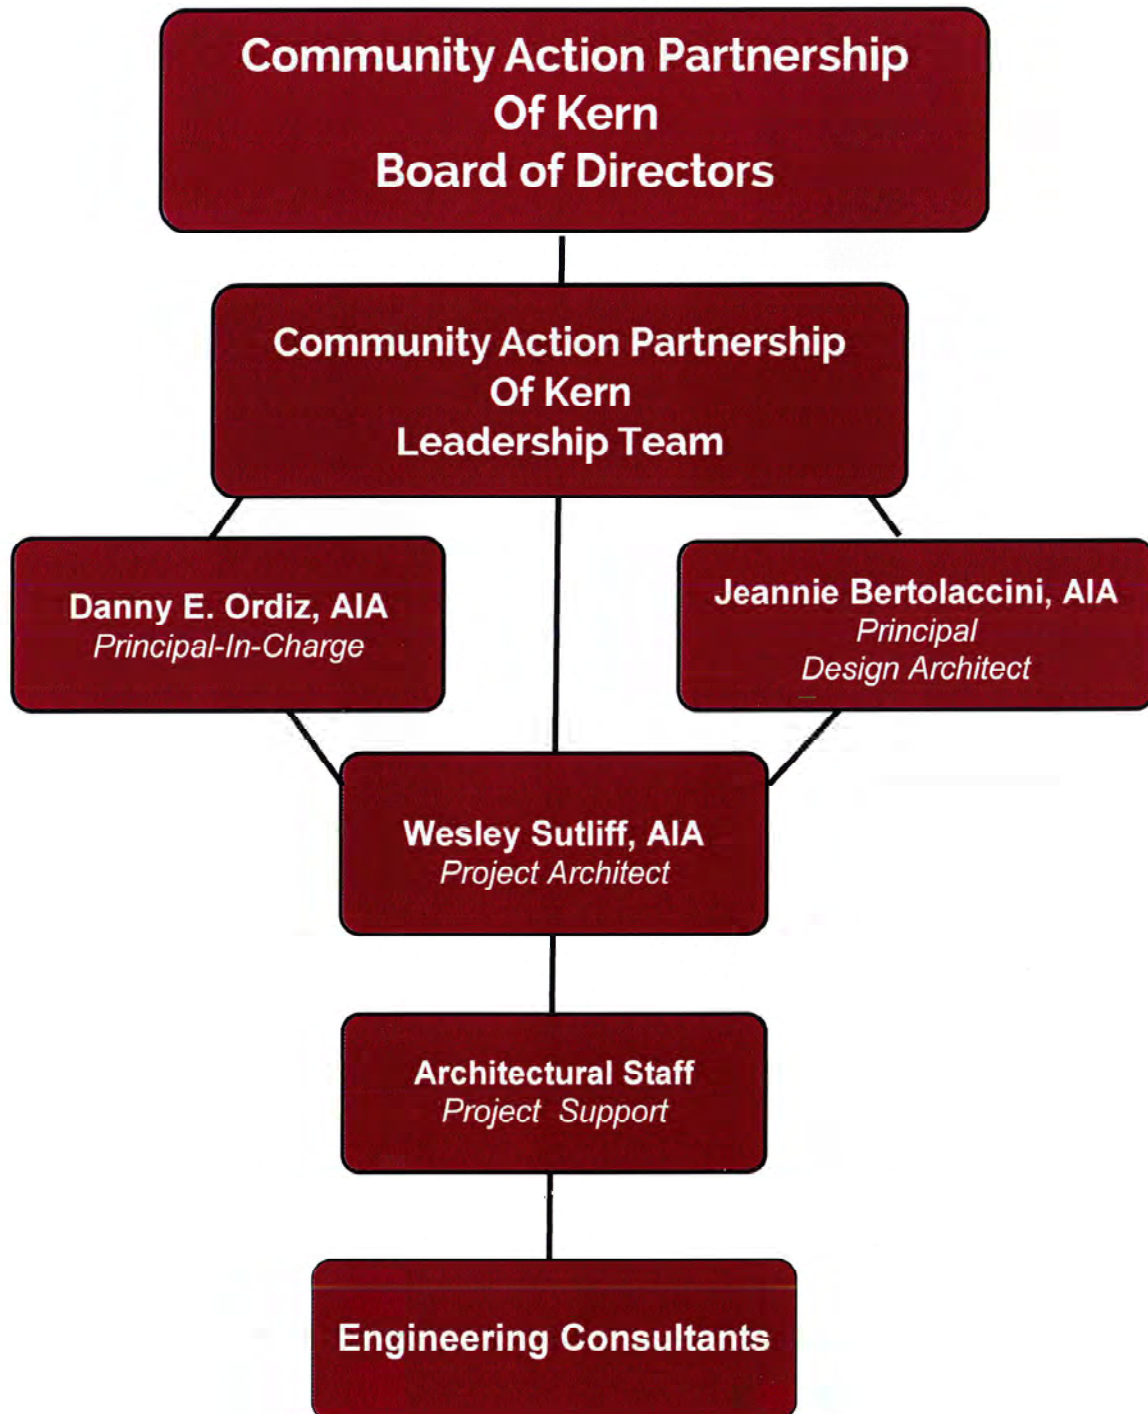 Community Action Partnership
Of Kern
Board of Directors
Community Action Partnership
Of Kern
Leadership Team
Danny E. Ordiz, AIA
Principal-In-Charge
Jeannie Bertolaccini, AIA
Principal
Design Architect
Wesley Sutliff, AIA
Project Architect
Architectural Staff
Project Support
Engineering Consultants